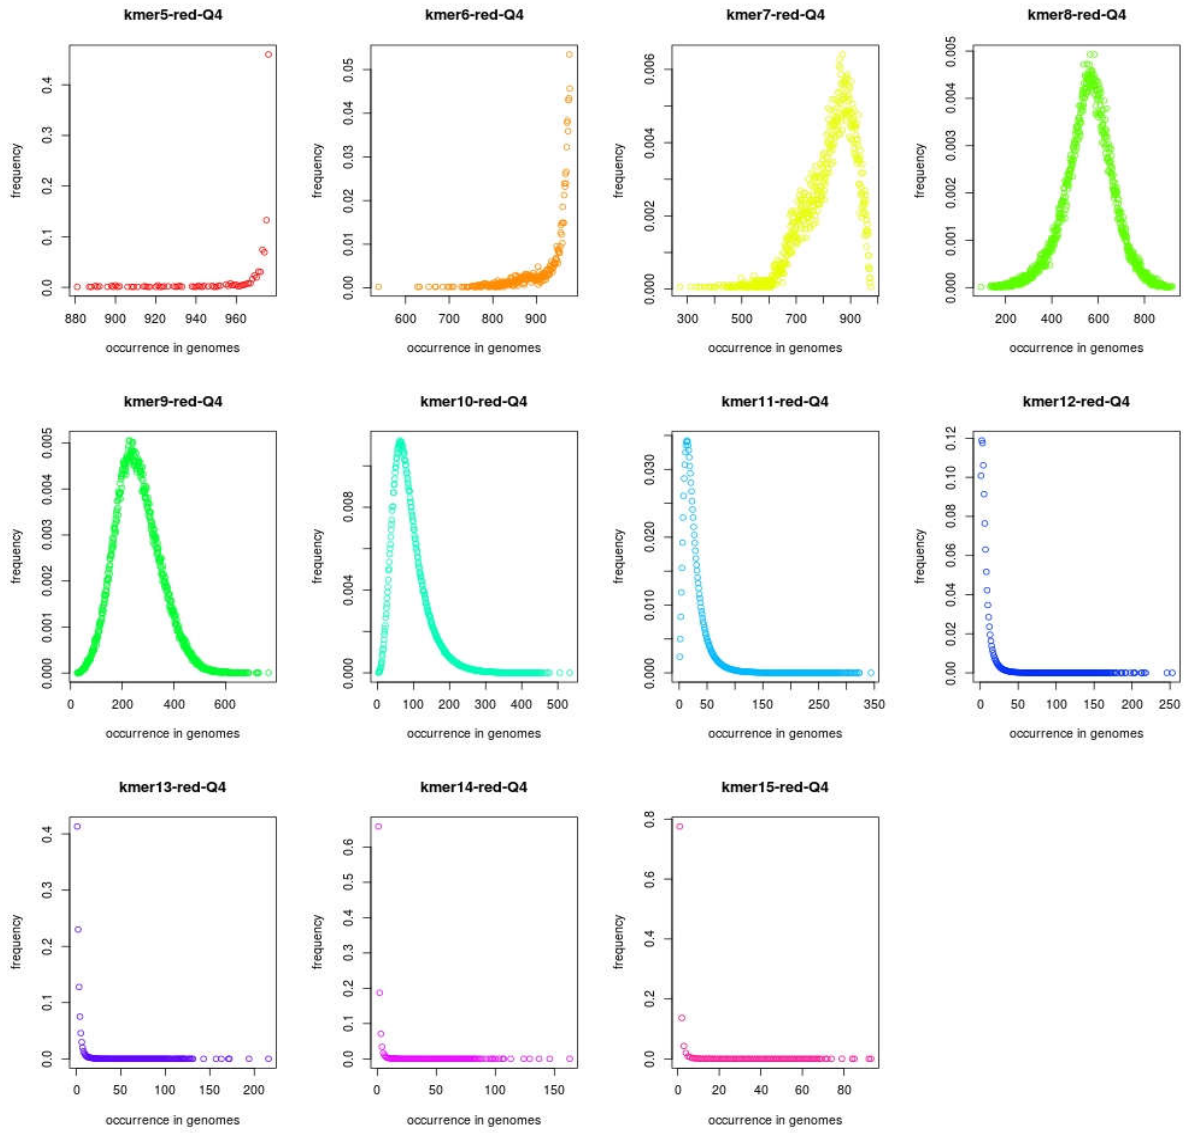 kmer5-red-Q4 kmer6-red-Q4 kmer7-red-Q4 kmer8-red-Q4
frequency 0.0 0.1 0.2 0.3 0.4
880 900 920 940 960
occurrence in genomes
frequency 0.00 0.01 0.02 0.03 0.04 0.05
600 700 800 900
occurrence in genomes
frequency 0.000 0.002 0.004 0.006
300 500 700 900
occurrence in genomes
frequency 0.000 0.001 0.002 0.003 0.004 0.005
200 400 600 800
occurrence in genomes
kmer9-red-Q4 kmer10-red-Q4 kmer11-red-Q4 kmer12-red-Q4
frequency 0.000 0.001 0.002 0.003 0.004 0.005
0 200 400 600
occurrence in genomes
frequency 0.000 0.004 0.008
0 100 200 300 400 500
occurrence in genomes
frequency 0.000 0.010 0.020 0.030
0 50 150 250 350
occurrence in genomes
frequency 0.00 0.02 0.04 0.06 0.08 0.10 0.12
0 50 100 150 200 250
occurrence in genomes
kmer13-red-Q4 kmer14-red-Q4 kmer15-red-Q4
frequency 0.0 0.1 0.2 0.3 0.4
0 50 100 150 200
occurrence in genomes
frequency 0.0 0.1 0.2 0.3 0.4 0.5 0.6
0 50 100 150
occurrence in genomes
frequency 0.0 0.2 0.4 0.6 0.8
0 20 40 60 80
occurrence in genomes